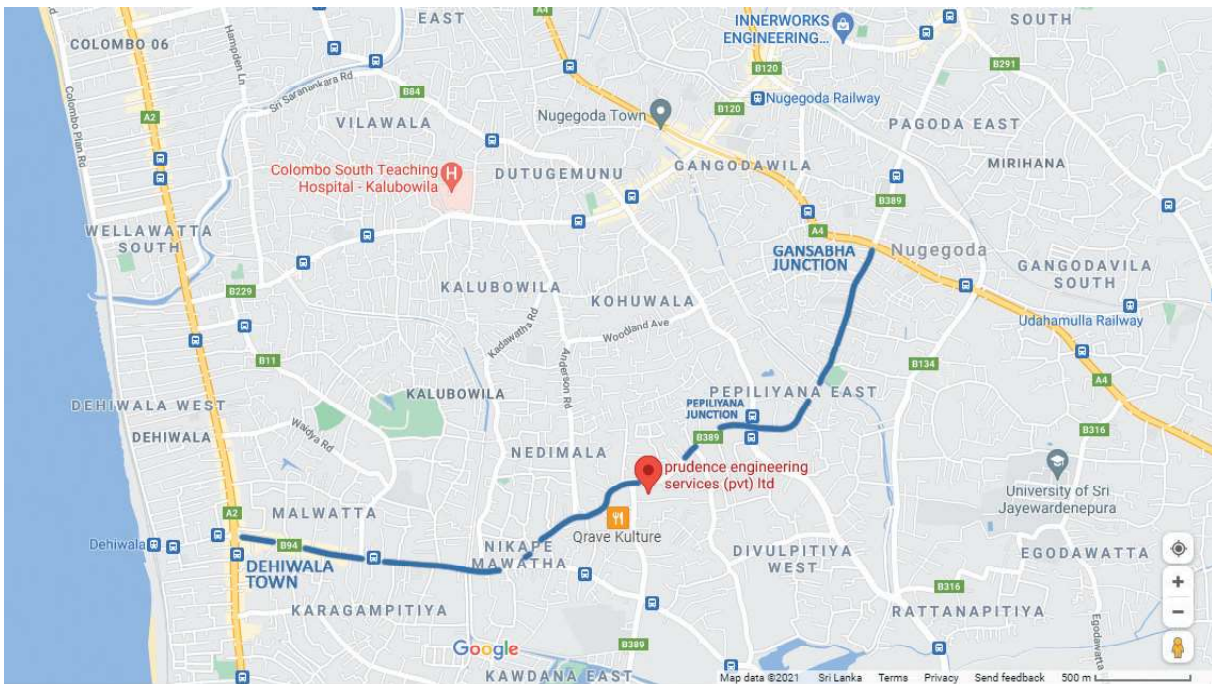 EAST
INNERWORKS
ENGINEERING...
SOUTH
COLOMBO 06
Hampden Ln
A4
B120
B291
Sri Saranankara Rd
B84
Nugegoda Railway
Colombo Plan Rd
A2
B120
Nugegoda Town
VILAWALA
PAGODA EAST
Colombo South Teaching
Hospital - Kalubowila
H
DUTUGEMUNU
GANGODAWILA
MIRIHANA
B389
WELLAWATTA
SOUTH
A4
GANSABHA
JUNCTION
Nugegoda
GANGODAVILA
SOUTH
B229
KALUBOWILA
KOHUWALA
Udahamulla Railway
Kadawatha Rd
Woodland Ave
B11
B134
Anderson Rd
A4
KALUBOWILA
PEPILIYANA EAST
DEHIWALA WEST
PEPILIYANA
JUNCTION
DEHIWALA
Waidya Rd
B389
B316
NEDIMALA
prudence engineering
services (pvt) ltd
University of Sri
Jayewardenepura
A2
MALWATTA
Qrave Kulture
Dehiwala
B94
NIKAPE
MAWATHA
DIVULPITIYA
WEST
EGODAWATTA
DEHIWALA
TOWN
B316
KARAGAMPITIYA
RATTANAPITIYA
Egodawatta
Google
B389
KAWDANA EAST
Map data ©2021 Sri Lanka Terms Privacy Send feedback 500 m